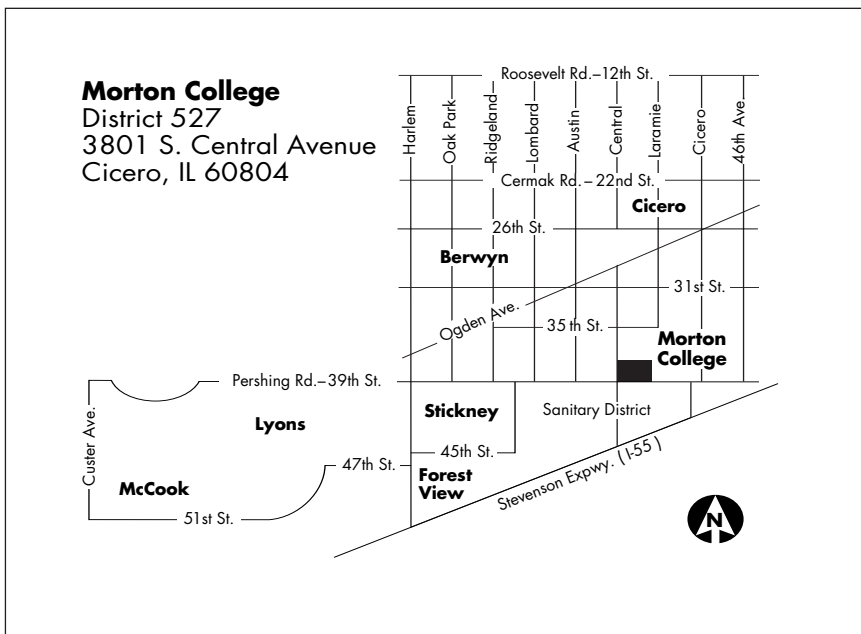 Morton College
District 527
3801 S. Central Avenue
Cicero, IL 60804
Roosevelt Rd.–12th St.
Harlem
Oak Park
Ridgeland
Lombard
Austin
Central
Laramie
Cicero
46th Ave.
Cermak Rd.–22nd St.
Cicero
26th St.
Berwyn
31st St.
Ogden Ave.
35th St.
Morton
College
Pershing Rd.–39th St.
Custer Ave.
Lyons
Stickney
Sanitary District
45th St.
47th St.
Forest
View
McCook
51st St.
Stevenson Expwy. (I-55)
N